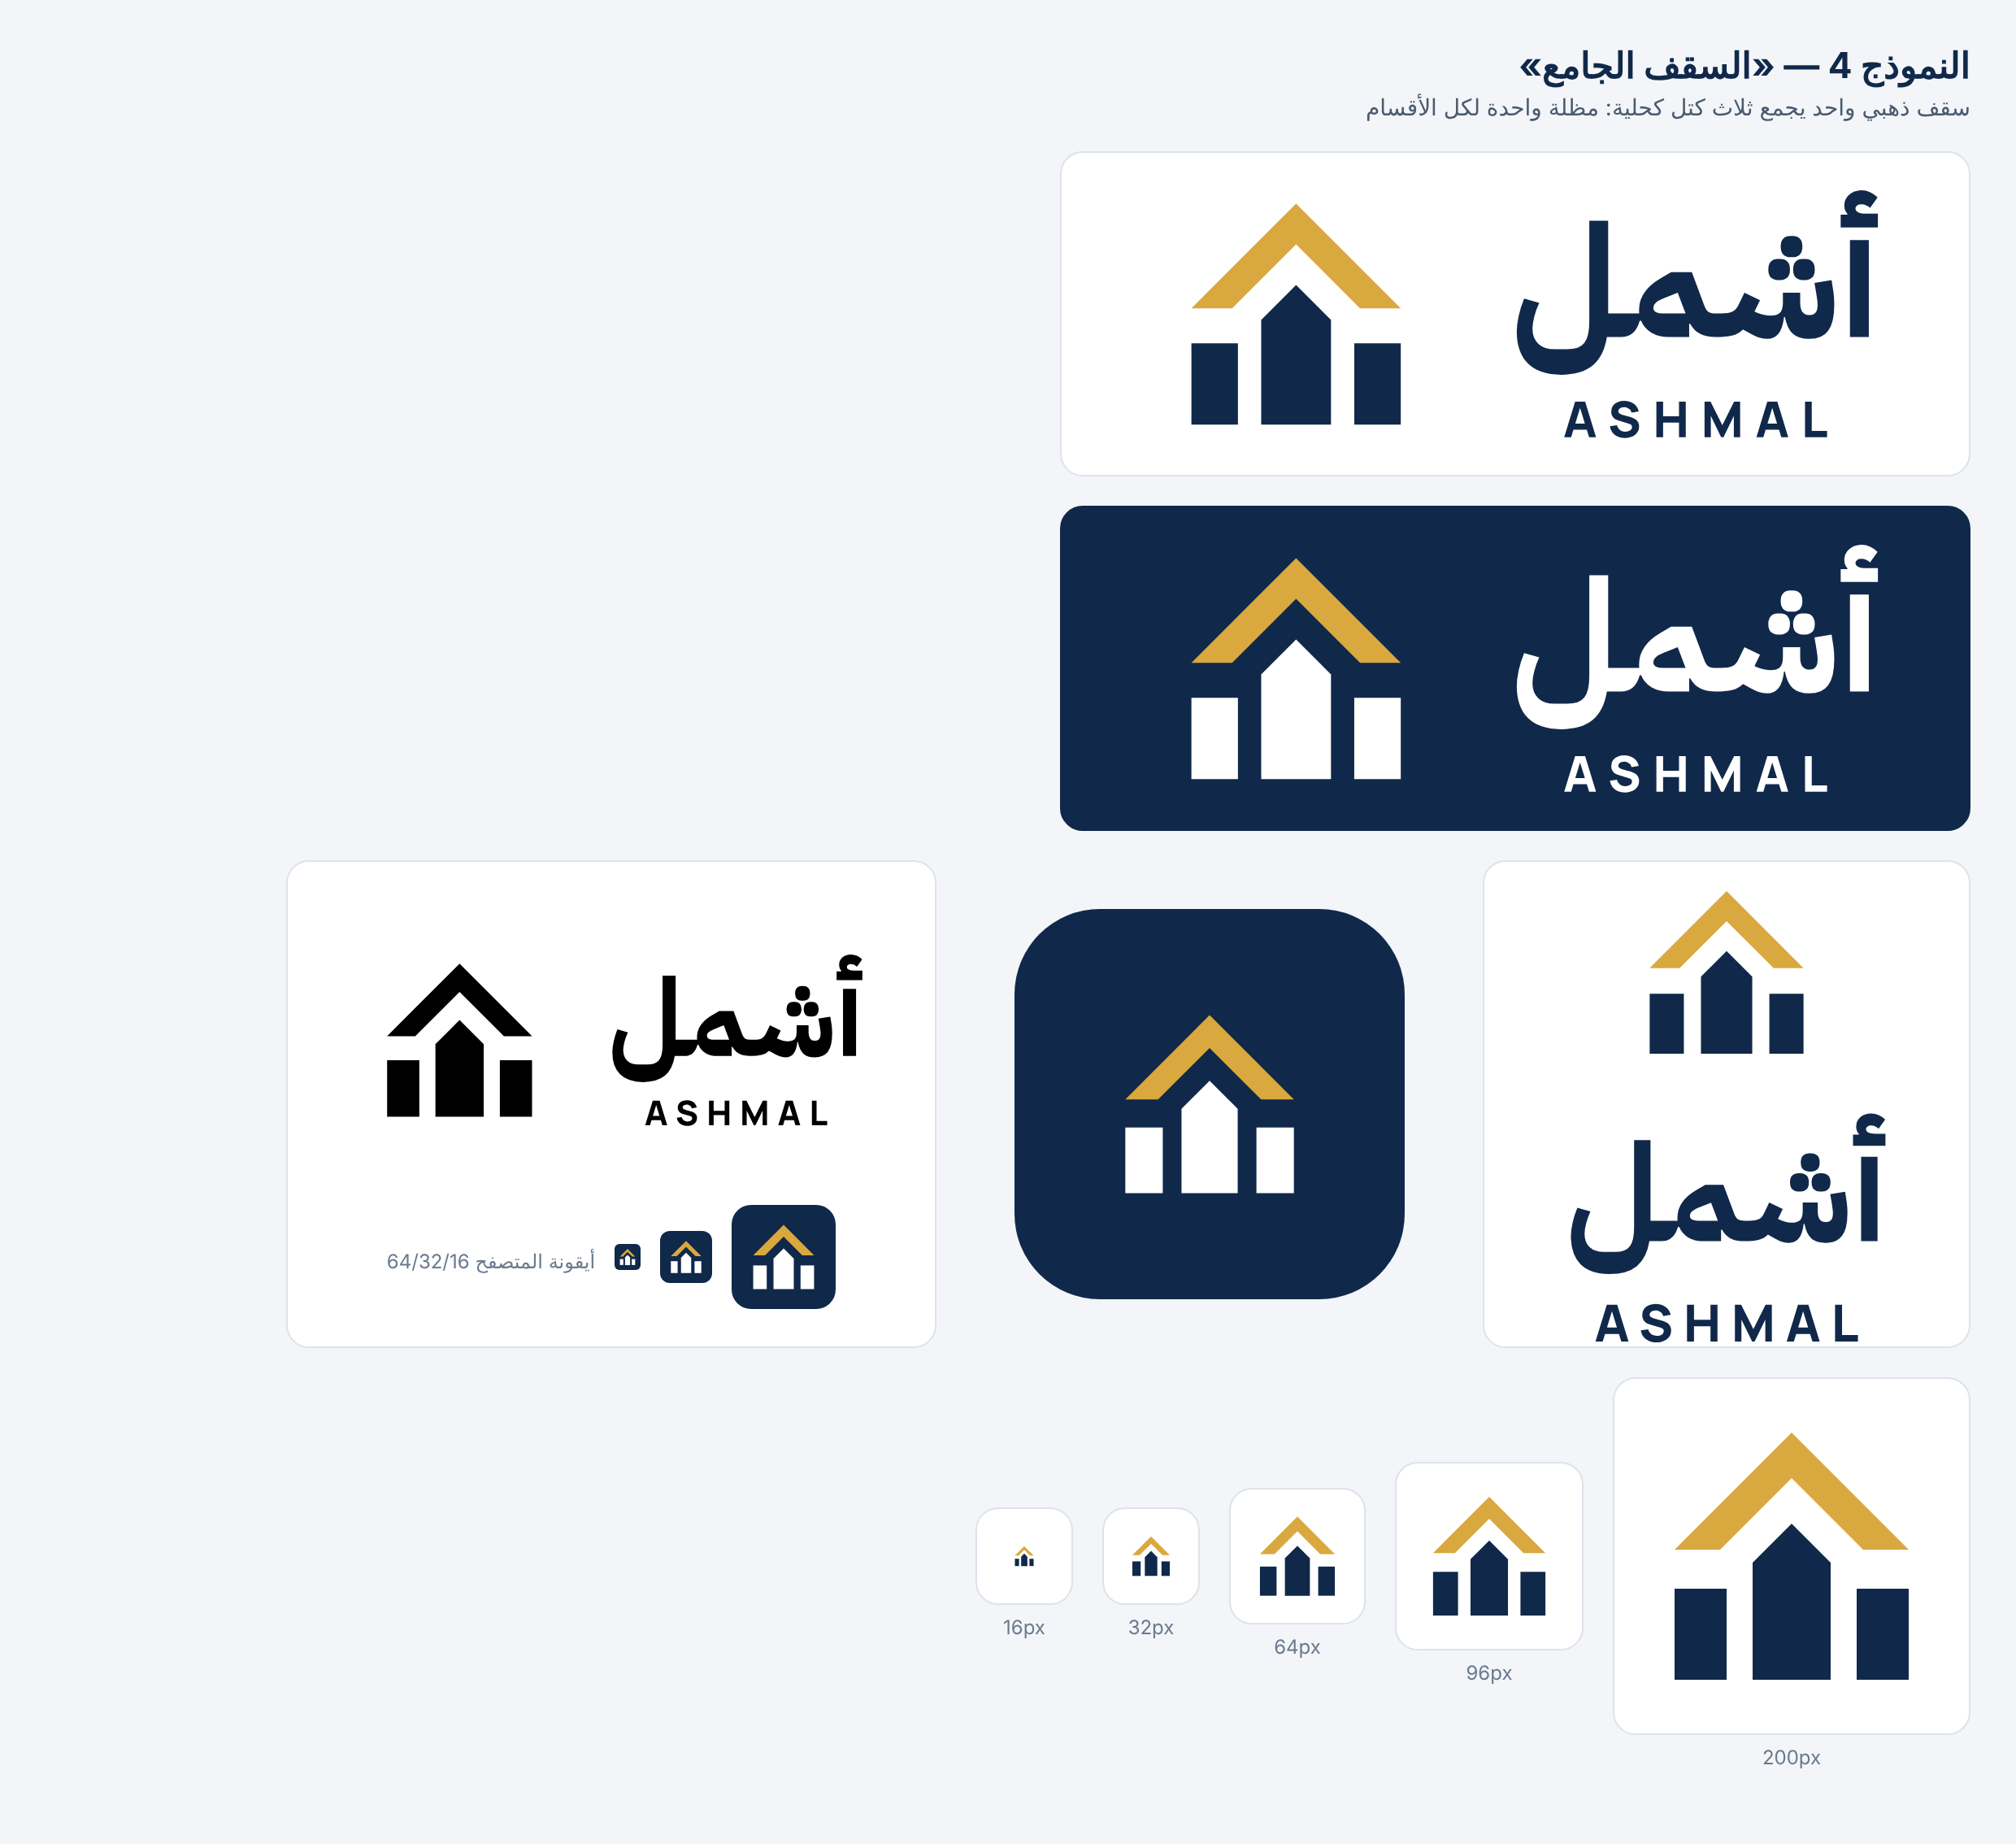 النموذج 4 — «السقف الجامع»
سقف ذهبي واحد يجمع ثلاث كتل كحلية: مظلة واحدة لكل الأقسام
أشمل
ASHMAL
أشمل
ASHMAL
أشمل
ASHMAL
أشمل
ASHMAL
أيقونة المتصفح 64/32/16
200px
96px
64px
32px
16px